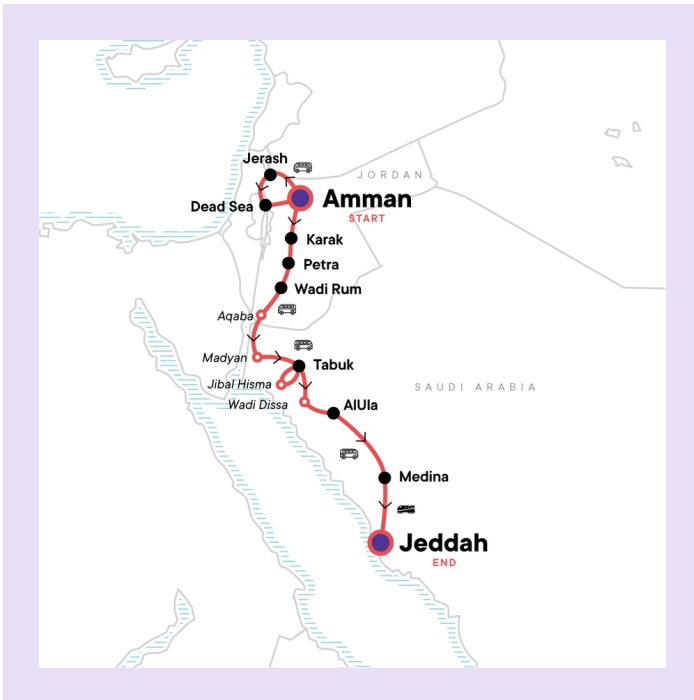 Jerash
JORDAN
Amman
START
Dead Sea
Karak
Petra
Wadi Rum
Aqaba
Madyan
Tabuk
Jibal Hisma
SAUDI ARABIA
Wadi Dissa
AlUla
Medina
Jeddah
END